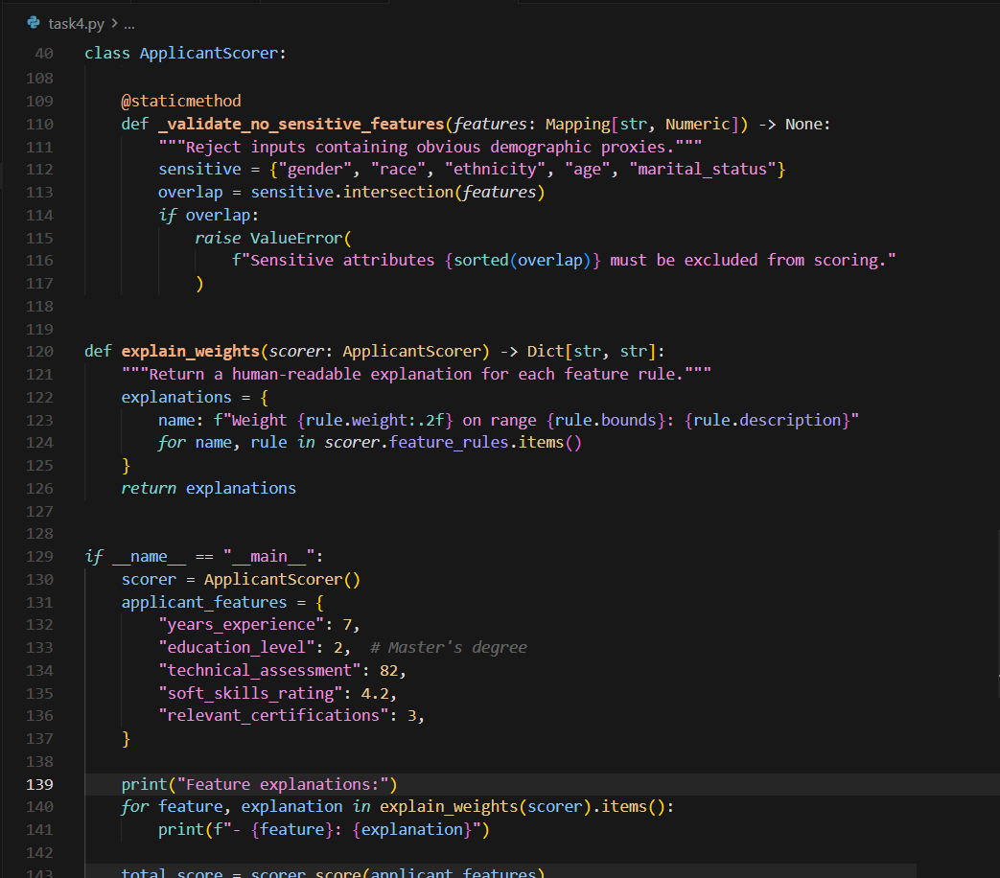 task4.py > ...
40 class ApplicantScorer:
108
109     @staticmethod
110     def _validate_no_sensitive_features(features: Mapping[str, Numeric]) -> None:
111         """Reject inputs containing obvious demographic proxies."""
112         sensitive = {"gender", "race", "ethnicity", "age", "marital_status"}
113         overlap = sensitive.intersection(features)
114         if overlap:
115             raise ValueError(
116                 f"Sensitive attributes {sorted(overlap)} must be excluded from scoring."
117             )
118
119
120 def explain_weights(scorer: ApplicantScorer) -> Dict[str, str]:
121     """Return a human-readable explanation for each feature rule."""
122     explanations = {
123         name: f"Weight {rule.weight:.2f} on range {rule.bounds}: {rule.description}"
124         for name, rule in scorer.feature_rules.items()
125     }
126     return explanations
127
128
129 if __name__ == "__main__":
130     scorer = ApplicantScorer()
131     applicant_features = {
132         "years_experience": 7,
133         "education_level": 2,  # Master's degree
134         "technical_assessment": 82,
135         "soft_skills_rating": 4.2,
136         "relevant_certifications": 3,
137     }
138
139     print("Feature explanations:")
140     for feature, explanation in explain_weights(scorer).items():
141         print(f"- {feature}: {explanation}")
142
143     total_score = scorer.score(applicant_features)